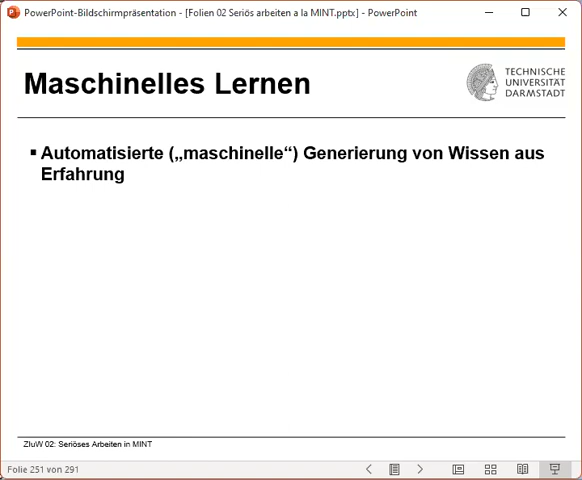 PowerPoint-Bildschirmpräsentation - [Folien 02 Seriös arbeiten a la MINT.pptx] - PowerPoint
Maschinelles Lernen
TECHNISCHE
UNIVERSITÄT
DARMSTADT
▪ Automatisierte („maschinelle“) Generierung von Wissen aus
Erfahrung
ZIuW 02: Seriöses Arbeiten in MINT
Folie 251 von 291